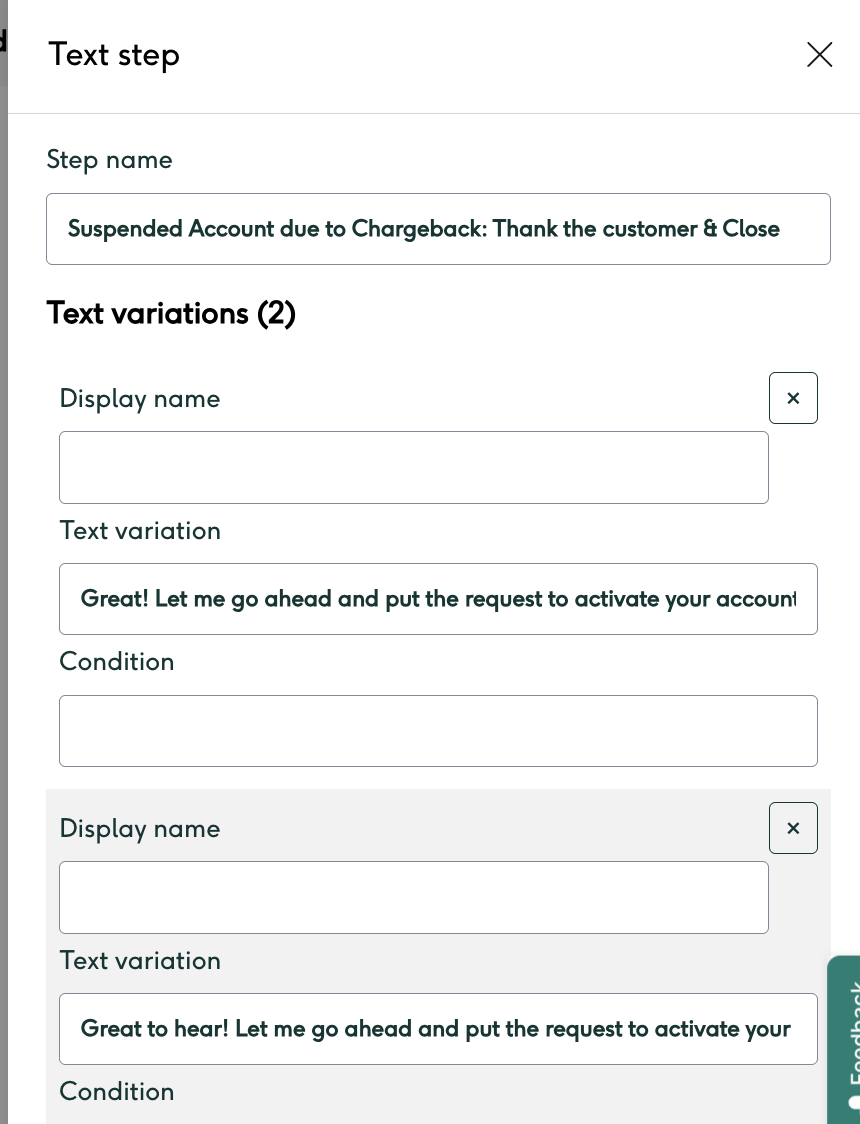 Text step
Step name
Suspended Account due to Chargeback: Thank the customer & Close
Text variations (2)
Display name
Text variation
Great! Let me go ahead and put the request to activate your account
Condition
Display name
Text variation
Great to hear! Let me go ahead and put the request to activate your
Condition
Feedback